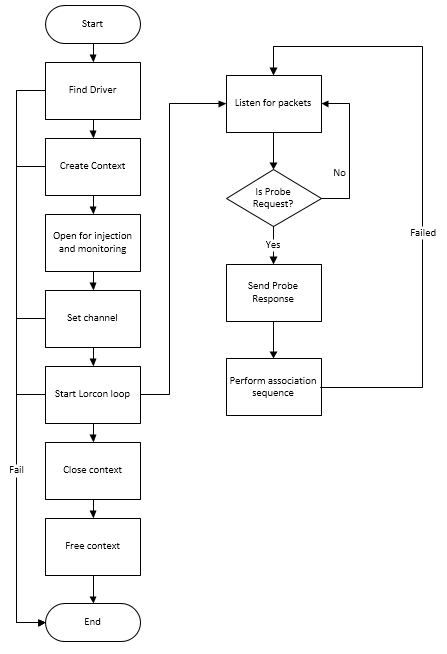 Start
Find Driver
Create Context
Open for injection
and monitoring
Set channel
Start Lorcon loop
Close context
Fail
Free context
End
Listen for packets
No
Is Probe
Request?
Yes
Failed
Send Probe
Response
Perform association
sequence